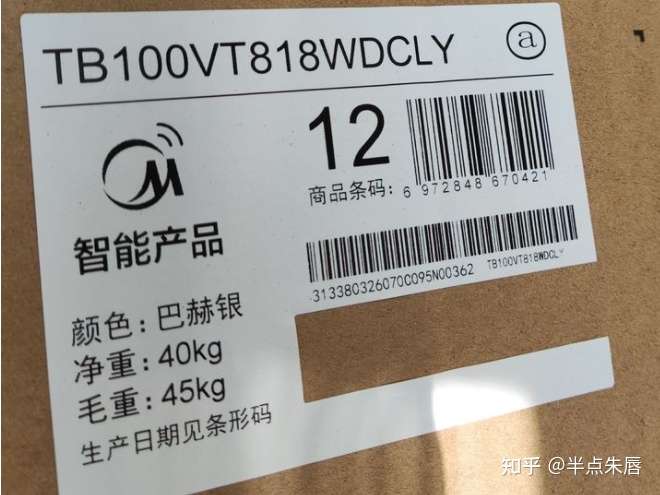 TB100VT818WDCLY
a
12
商品条码:
6 972848 670421
智能产品
313380326070C095N00362
TB100VT818WDCLY
颜色: 巴赫银
净重: 40kg
毛重: 45kg
生产日期见条形码
知乎 @半点朱唇